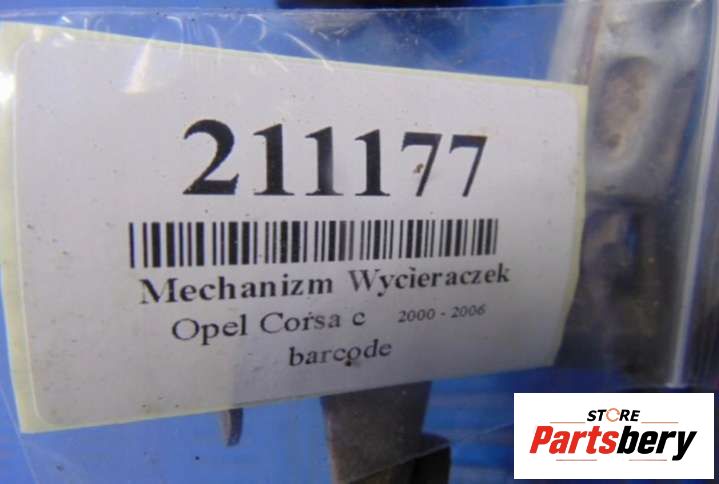 211177
Mechanizm Wycieraczek
Opel Corsa c 2000 - 2006
barcode
STORE
Partsbery